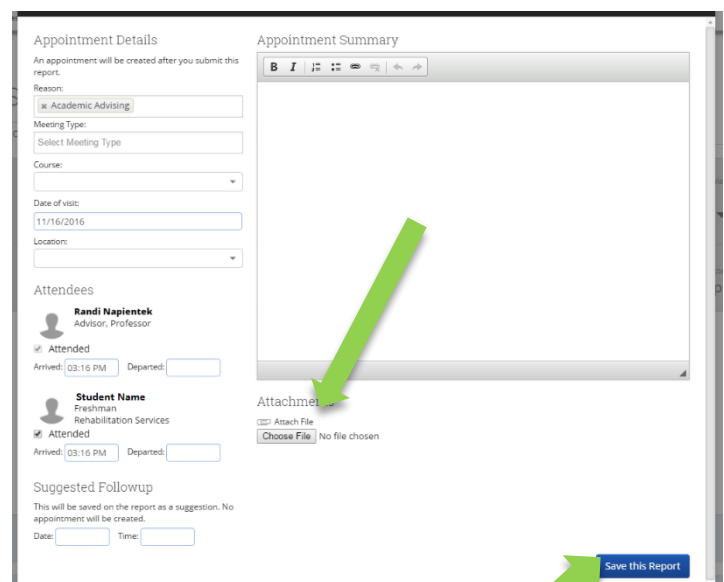 Appointment Details
An appointment will be created after you submit this
report.
Reason:
× Academic Advising
Meeting Type:
Select Meeting Type
Course:
Date of visit:
11/16/2016
Location:
Attendees
Randi Napientek
Advisor, Professor
Attended
Arrived: 03:16 PM Departed:
Student Name
Freshman
Rehabilitation Services
Attended
Arrived: 03:16 PM Departed:
Suggested Followup
This will be saved on the report as a suggestion. No
appointment will be created.
Date: Time:
Appointment Summary
B I
Attachments
Attach File
Choose File No file chosen
Save this Report